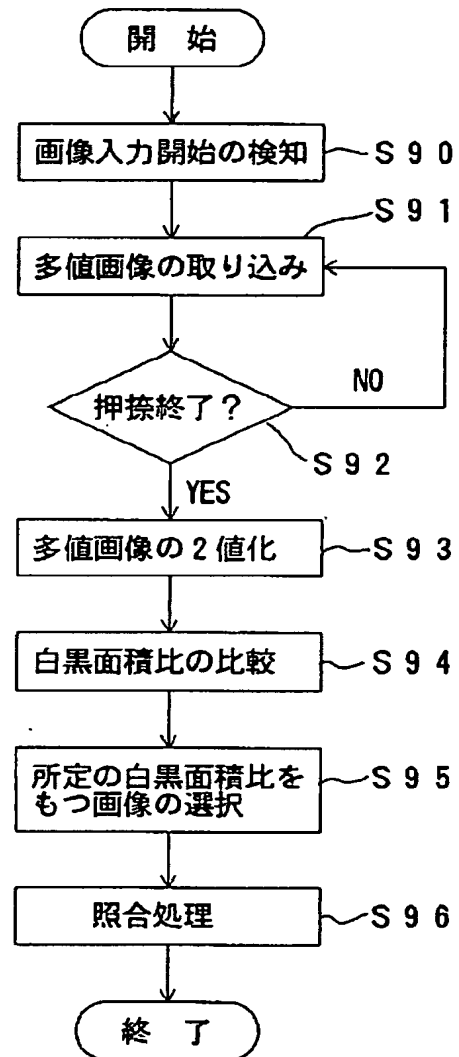 開 始
画像入力開始の検知
S90
S91
多値画像の取り込み
NO
押捺終了?
S92
YES
多値画像の2値化
S93
白黒面積比の比較
S94
所定の白黒面積比を
もつ画像の選択
S95
照合処理
S96
終 了